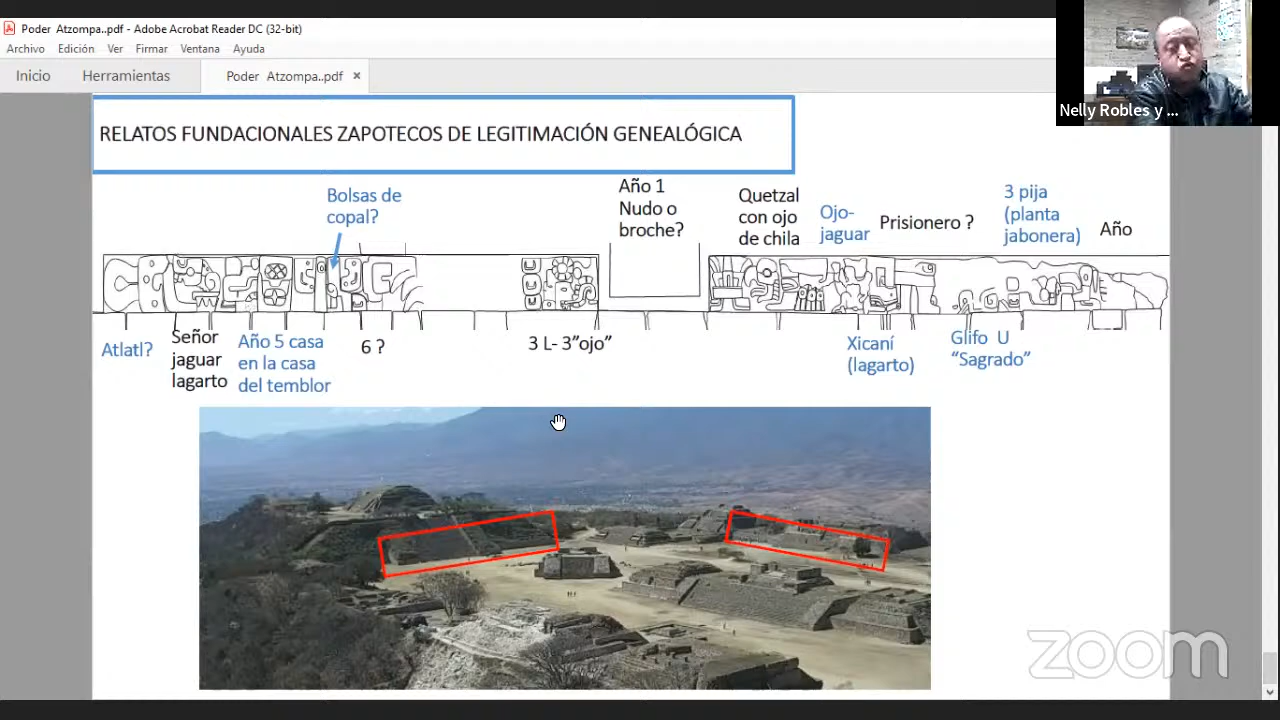 Poder Atzompa..pdf - Adobe Acrobat Reader DC (32-bit)
Archivo Edición Ver Firmar Ventana Ayuda
Inicio Herramientas Poder Atzompa..pdf ×
Nelly Robles y ...
RELATOS FUNDACIONALES ZAPOTECOS DE LEGITIMACIÓN GENEALÓGICA
Bolsas de
copal?
Año 1
Nudo o
broche?
Quetzal
con ojo
de chila
Ojo-
jaguar
Prisionero ?
3 pija
(planta
jabonera)
Año
Atlatl?
Señor
jaguar
lagarto
Año 5 casa
en la casa
del temblor
6 ?
3 L- 3”ojo”
Xicaní
(lagarto)
Glifo U
“Sagrado”
zoom